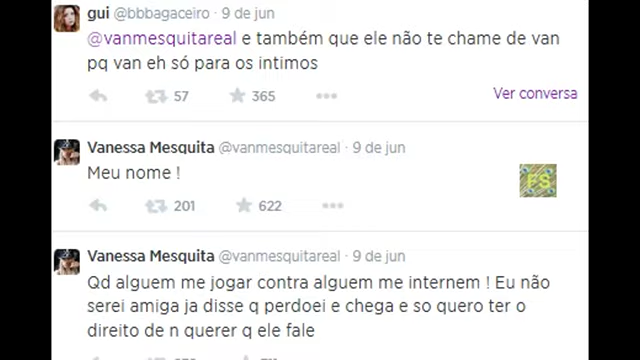 gui @bbbagaceiro · 9 de jun
@vanmesquitareal e também que ele não te chame de van
pq van eh só para os intimos
57 365
Ver conversa
Vanessa Mesquita @vanmesquitareal · 9 de jun
Meu nome !
FS
201 622
Vanessa Mesquita @vanmesquitareal · 9 de jun
Qd alguem me jogar contra alguem me internem ! Eu não
serei amiga ja disse q perdoei e chega e so quero ter o
direito de n querer q ele fale